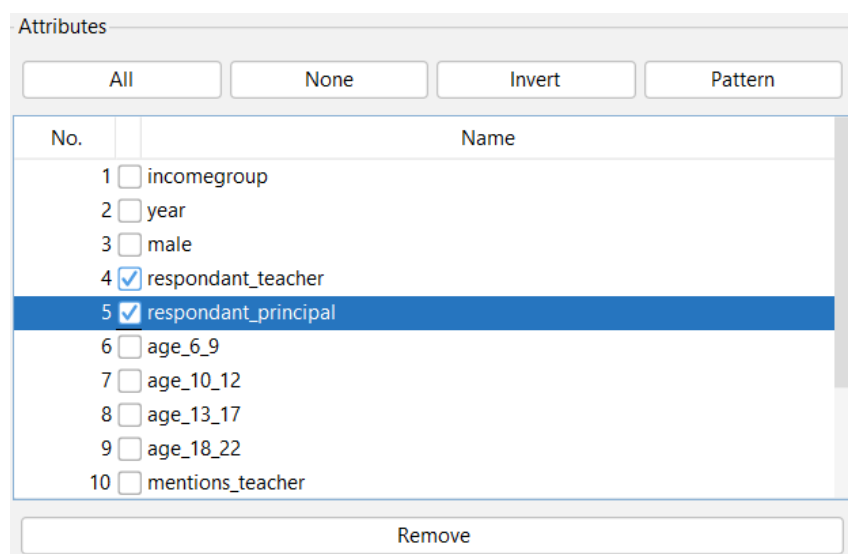 Attributes
All None Invert Pattern
No. Name
1 incomegroup
2 year
3 male
4 respondant_teacher
5 respondant_principal
6 age_6_9
7 age_10_12
8 age_13_17
9 age_18_22
10 mentions_teacher
Remove